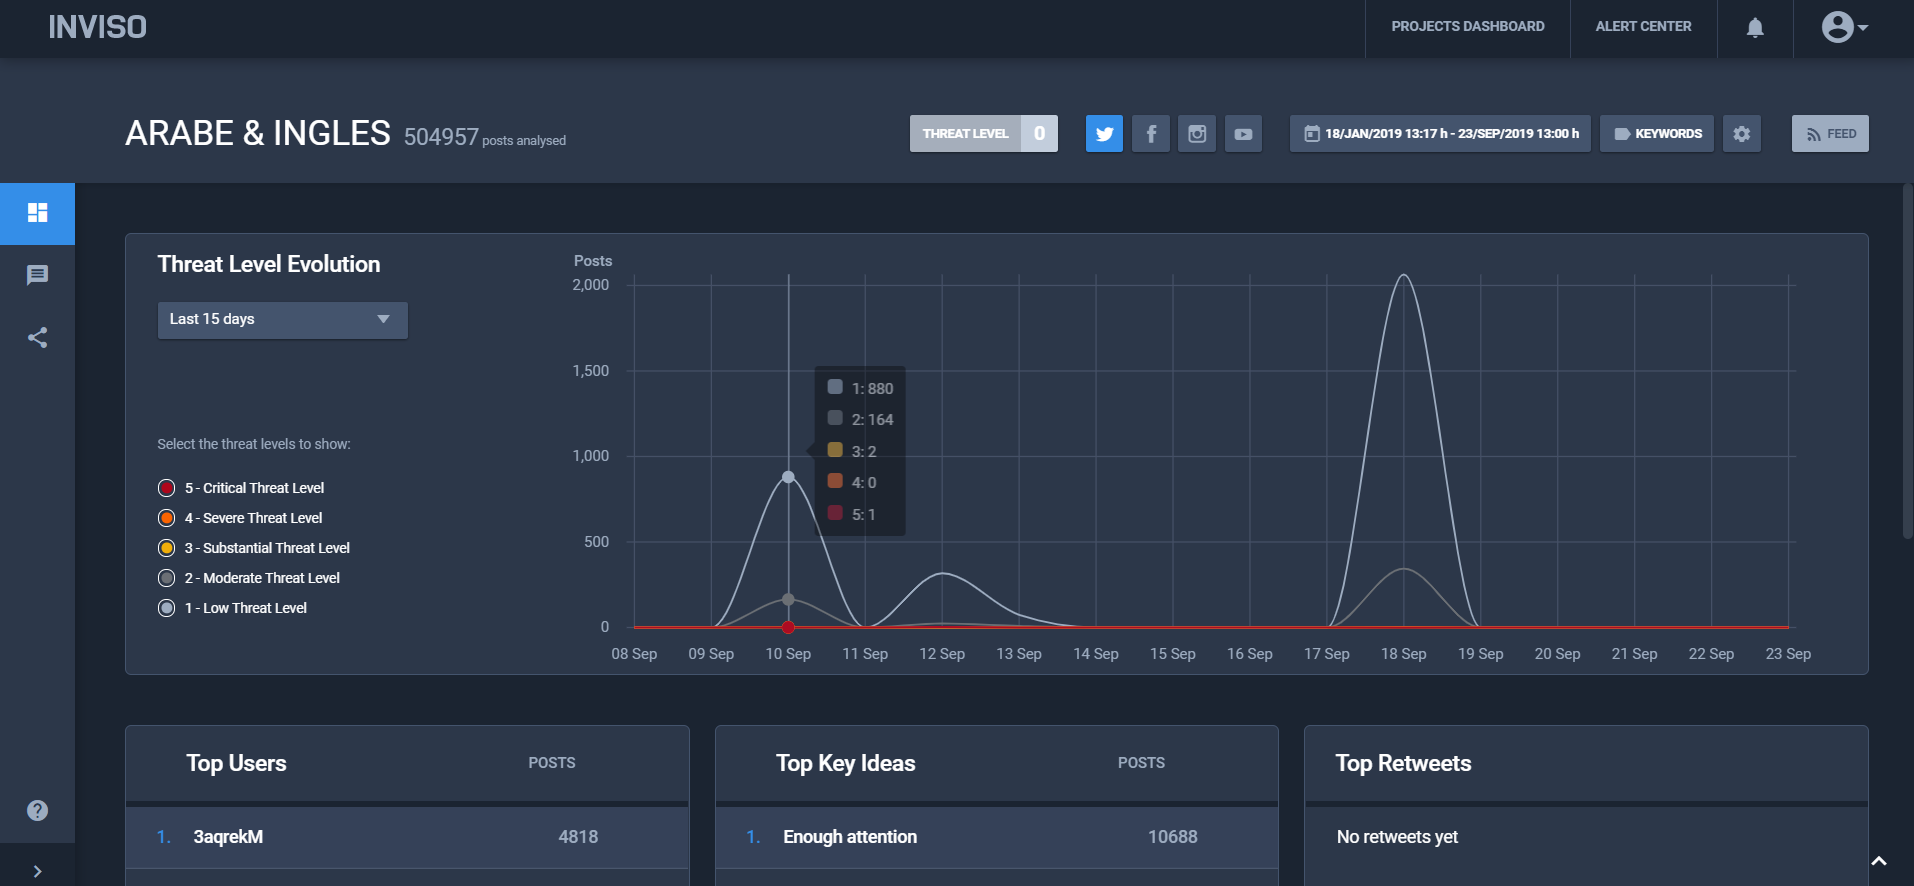 INVISO
PROJECTS DASHBOARD
ALERT CENTER
ARABE & INGLES 504957 posts analysed
THREAT LEVEL 0
18/JAN/2019 13:17 h - 23/SEP/2019 13:00 h
KEYWORDS
FEED
Threat Level Evolution
Last 15 days
Select the threat levels to show:
5 - Critical Threat Level
4 - Severe Threat Level
3 - Substantial Threat Level
2 - Moderate Threat Level
1 - Low Threat Level
Posts
2,000
1,500
1,000
500
0
1: 880
2: 164
3: 2
4: 0
5: 1
08 Sep 09 Sep 10 Sep 11 Sep 12 Sep 13 Sep 14 Sep 15 Sep 16 Sep 17 Sep 18 Sep 19 Sep 20 Sep 21 Sep 22 Sep 23 Sep
Top Users POSTS
1. 3aqrekM 4818
Top Key Ideas POSTS
1. Enough attention 10688
Top Retweets
No retweets yet